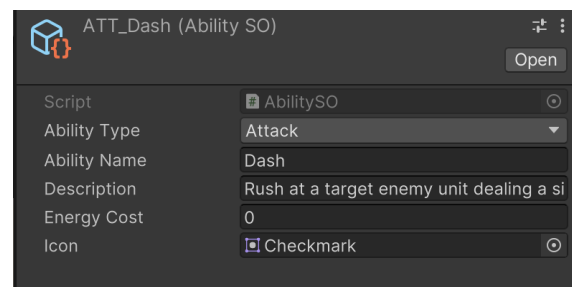 ATT_Dash (Ability SO)
Open
Script # AbilitySO
Ability Type Attack
Ability Name Dash
Description Rush at a target enemy unit dealing a si
Energy Cost 0
Icon Checkmark